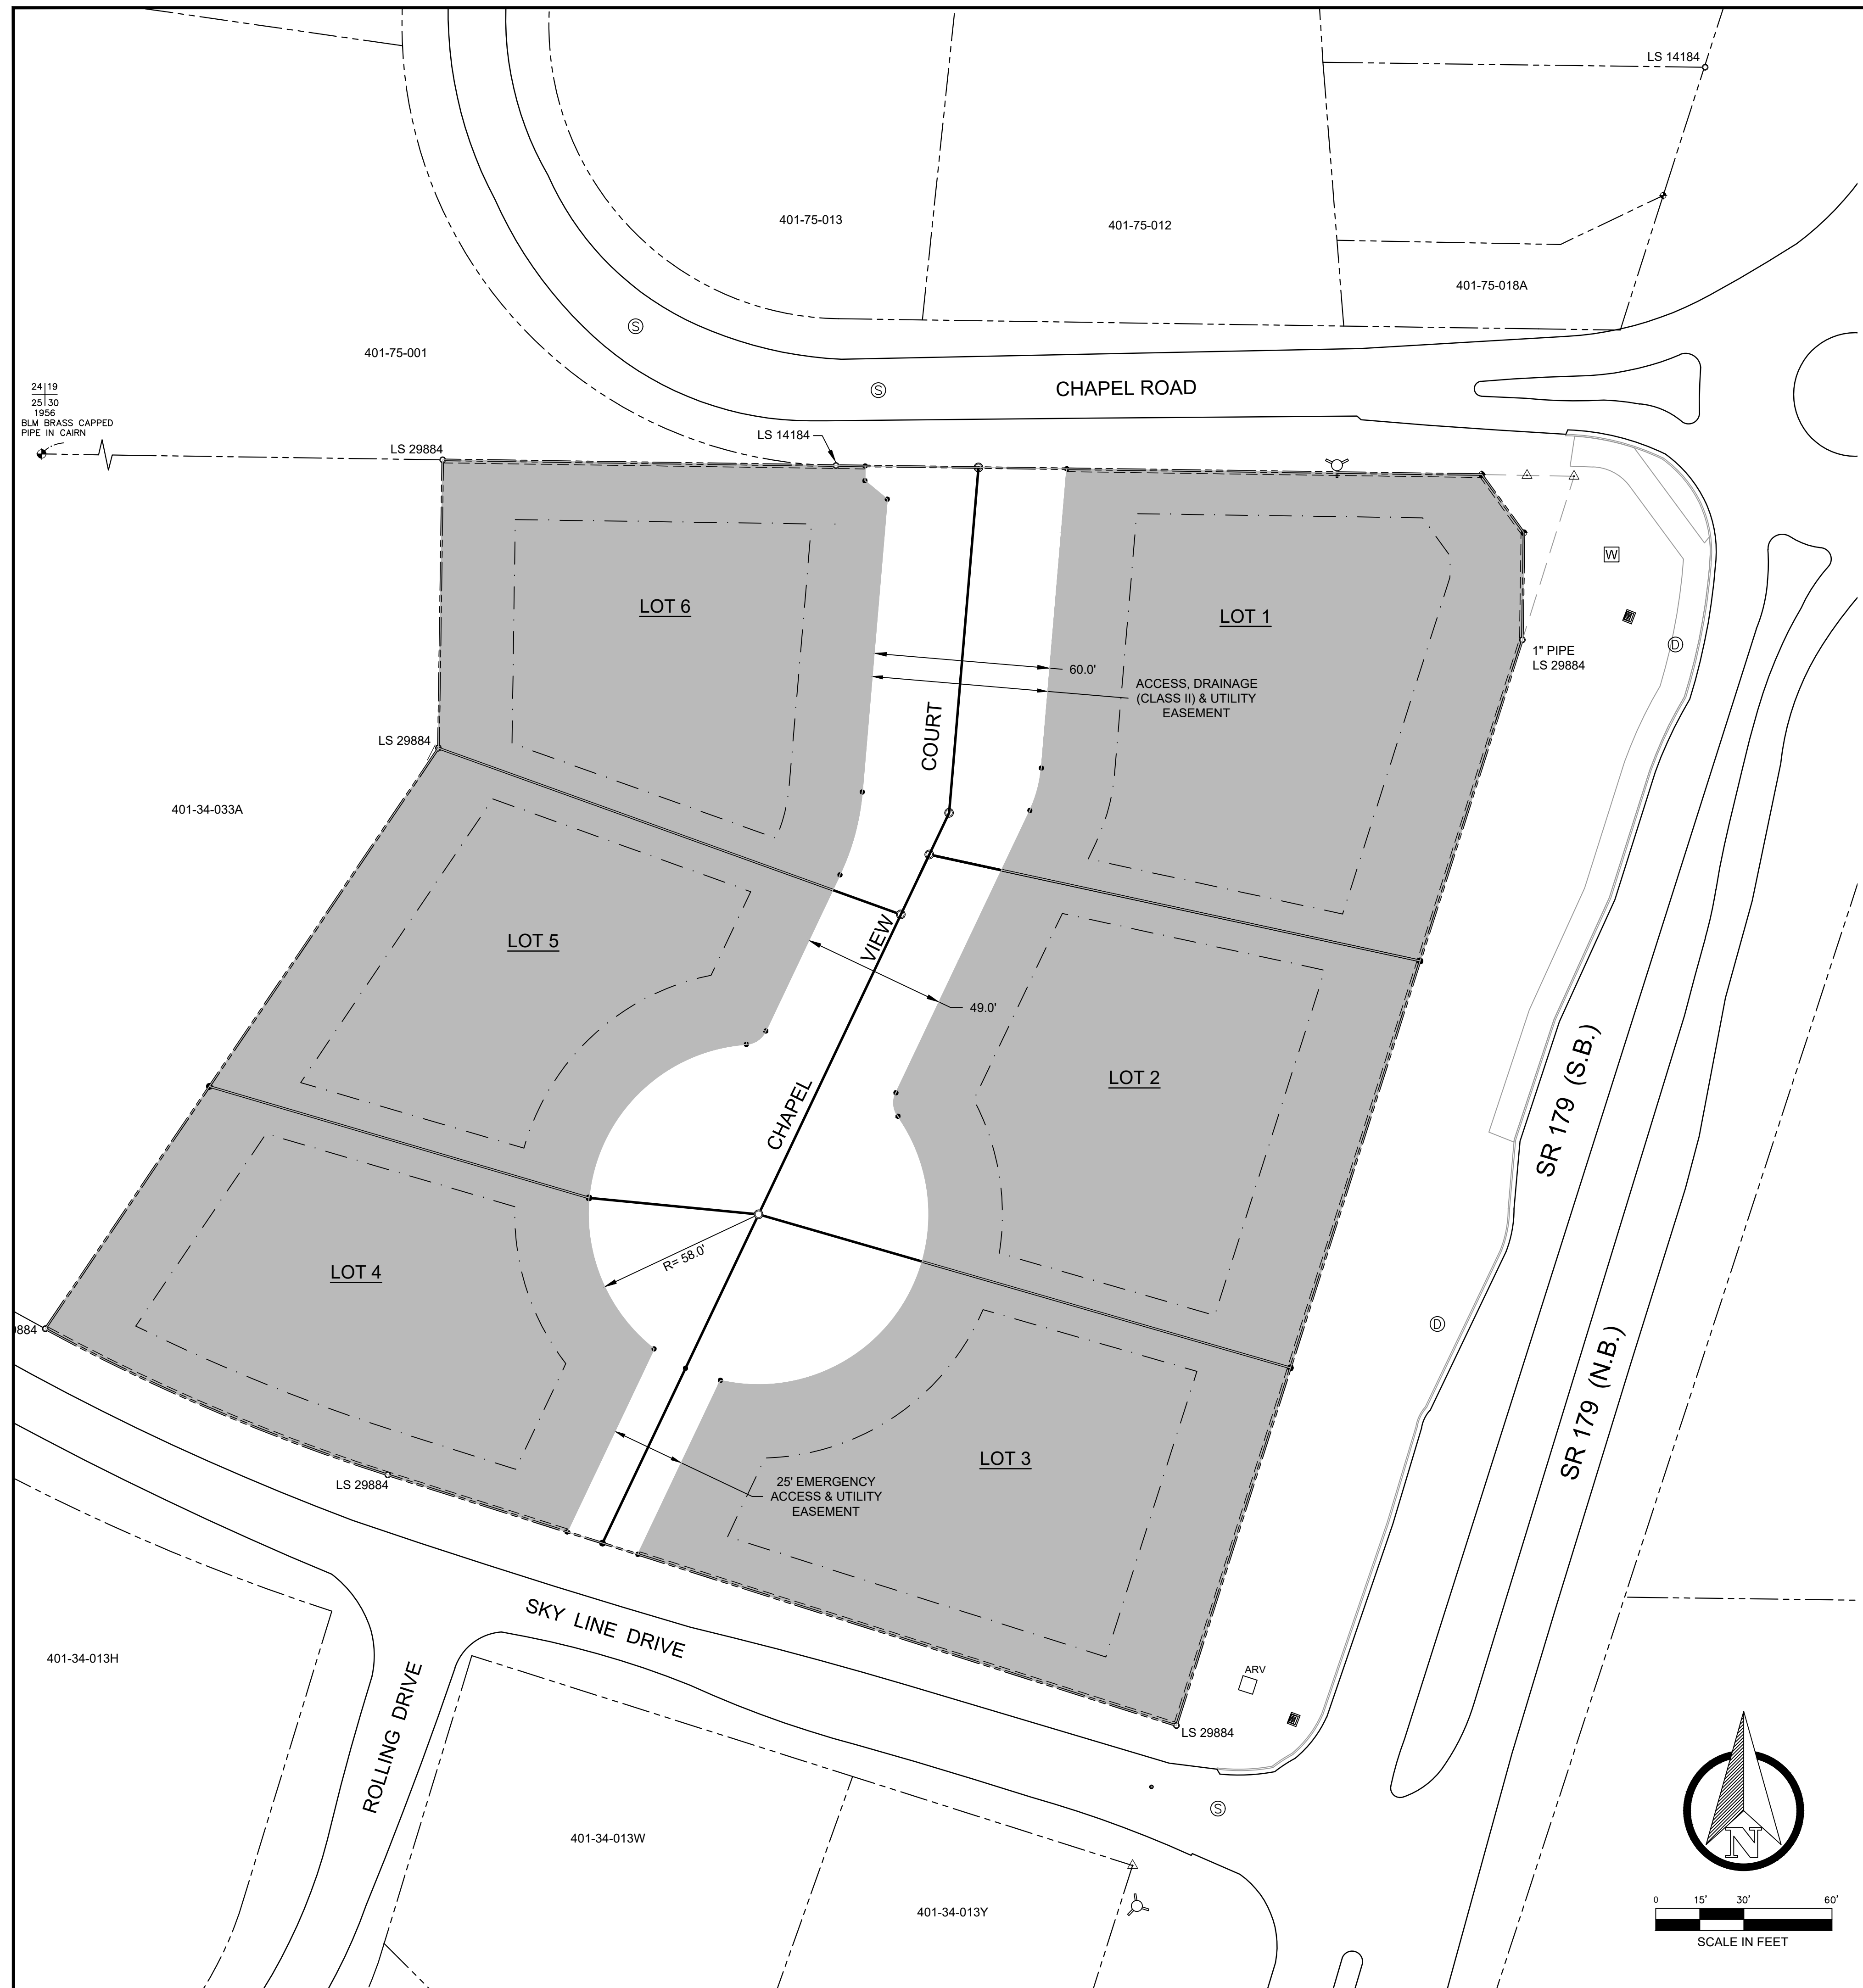 LS 14184
401-75-013
401-75-012
401-75-018A
401-75-001
CHAPEL ROAD
24|19
25|30
1956
BLM BRASS CAPPED
PIPE IN CAIRN
LS 29884
LS 14184
S
S
W
D
LOT 6
LOT 1
1" PIPE
LS 29884
60.0'
ACCESS, DRAINAGE
(CLASS II) & UTILITY
EASEMENT
LS 29884
401-34-033A
CHAPEL VIEW COURT
LOT 5
49.0'
LOT 2
SR 179 (S.B.)
R= 58.0'
LOT 4
D
SR 179 (N.B.)
LOT 3
25' EMERGENCY
ACCESS & UTILITY
EASEMENT
LS 29884
SKY LINE DRIVE
401-34-013H
ROLLING DRIVE
ARV
LS 29884
S
401-34-013W
401-34-013Y
N
0 15' 30' 60'
SCALE IN FEET